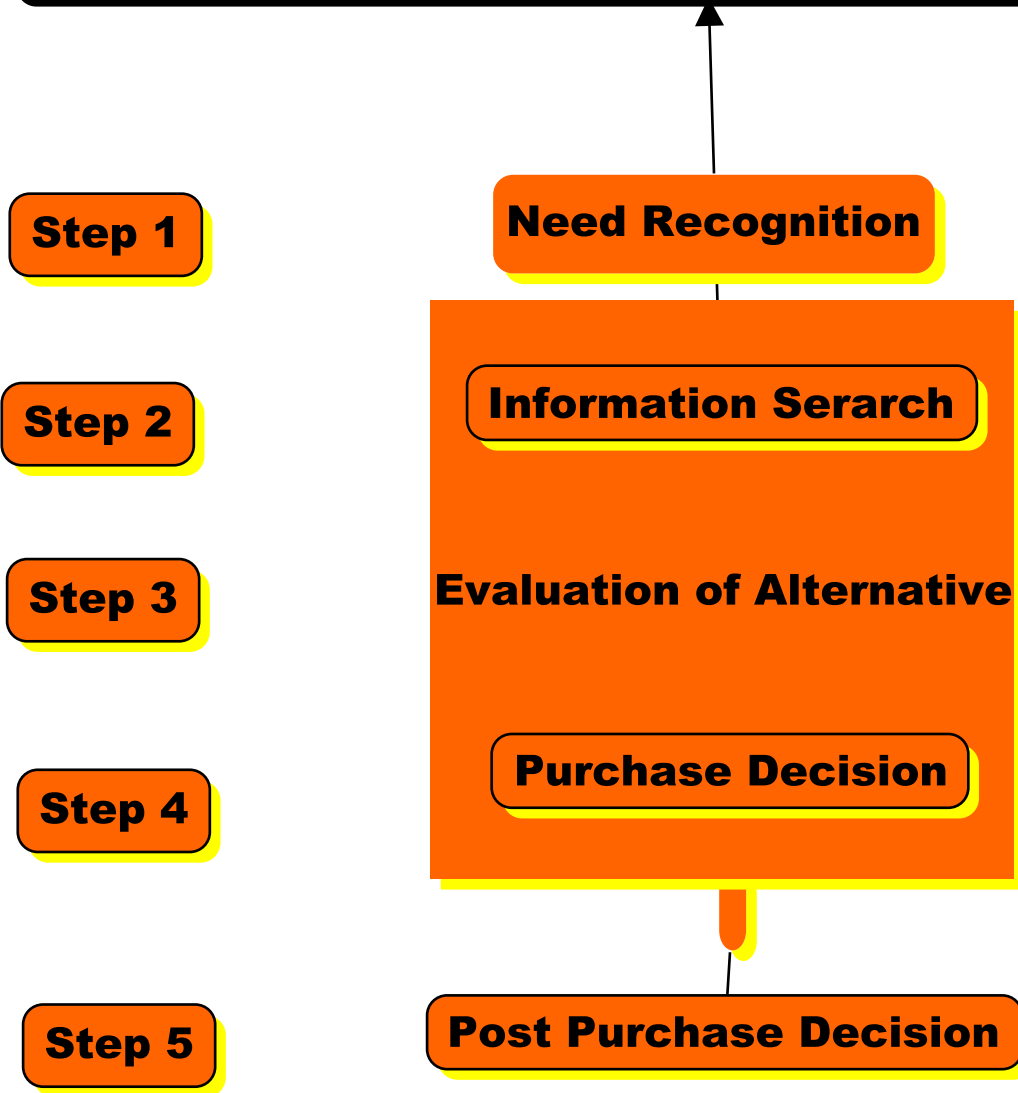 Step 1
Need Recognition
Step 2
Information Serarch
Step 3
Evaluation of Alternative
Step 4
Purchase Decision
Step 5
Post Purchase Decision